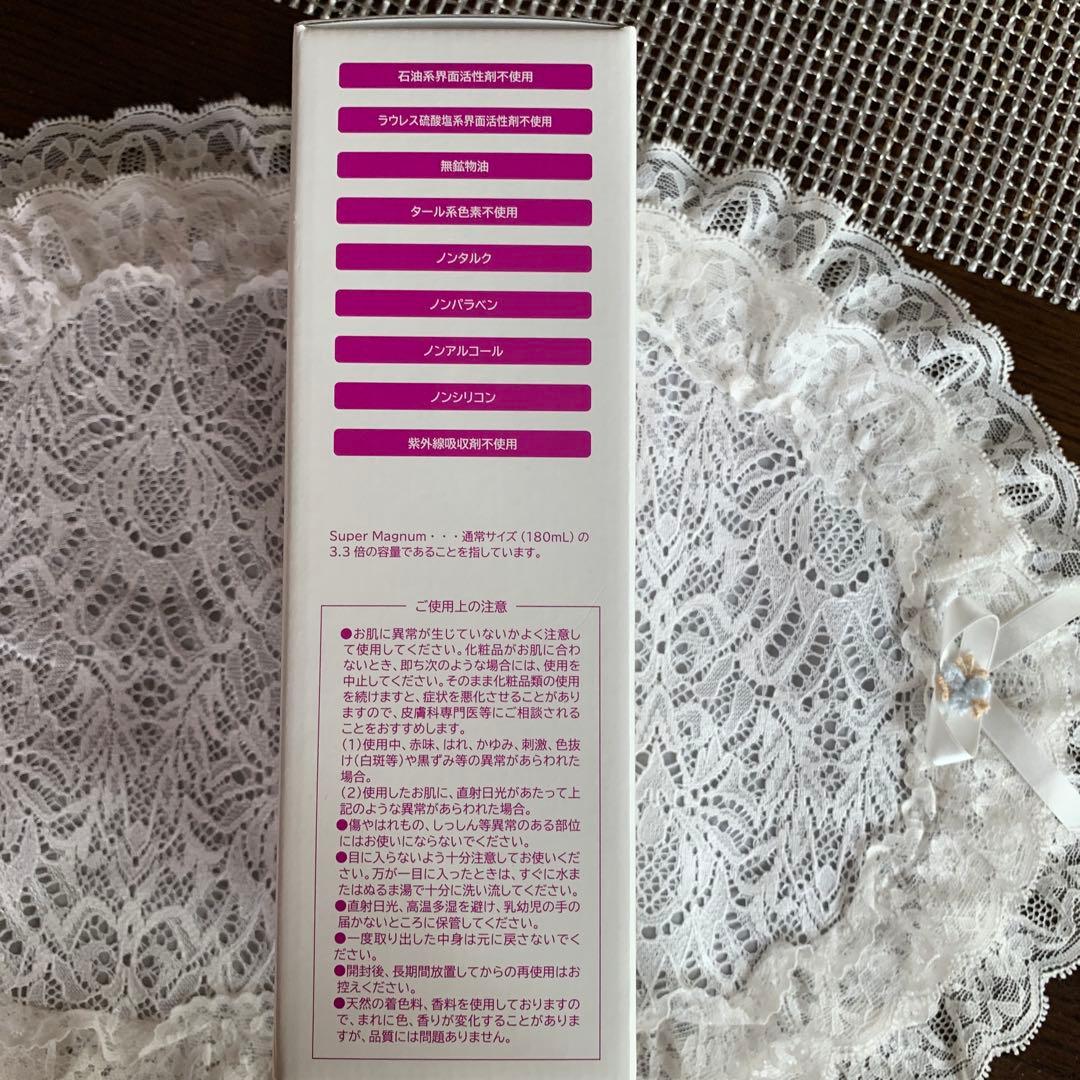 石油系界面活性剤不使用
ラウレス硫酸塩系界面活性剤不使用
無鉱物油
タール系色素不使用
ノンタルク
ノンパラベン
ノンアルコール
ノンシリコン
紫外線吸収剤不使用
Super Magnum・・・通常サイズ(180mL)の
3.3倍の容量であることを指しています。
ご使用上の注意
●お肌に異常が生じていないかよく注意し
て使用してください。化粧品がお肌に合わ
ないとき、即ち次のような場合には、使用を
中止してください。そのまま化粧品類の使用
を続けますと、症状を悪化させることがあり
ますので、皮膚科専門医等にご相談される
ことをおすすめします。
(1)使用中、赤味、はれ、かゆみ、刺激、色抜
け(白斑等)や黒ずみ等の異常があらわれた
場合。
(2)使用したお肌に、直射日光があたって上
記のような異常があらわれた場合。
●傷やはれもの、しっしん等異常のある部位
にはお使いにならないでください。
●目に入らないよう十分注意してお使いくだ
さい。万が一目に入ったときは、すぐに水ま
たはぬるま湯で十分に洗い流してください。
●直射日光、高温多湿を避け、乳幼児の手の
届かないところに保管してください。
●一度取り出した中身は元に戻さないでく
ださい。
●開封後、長期間放置してからの再使用はお
控えください。
●天然の着色料、香料を使用しておりますの
で、まれに色、香りが変化することがありま
すが、品質には問題ありません。